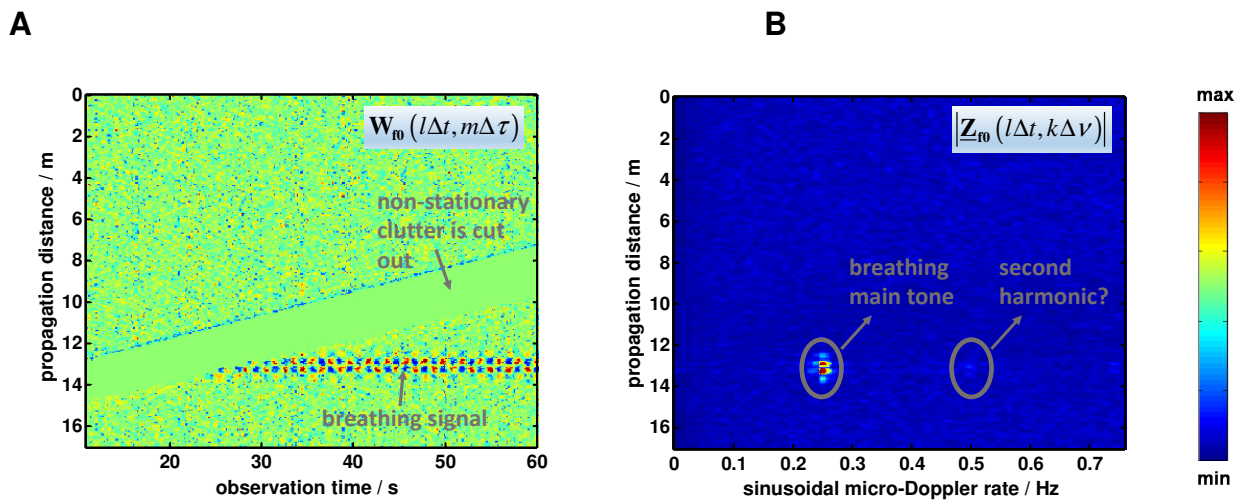 A
B
0
2
4
6
8
10
12
14
16
propagation distance / m
W_f0 (lΔt, mΔτ)
non-stationary
clutter is cut
out
breathing signal
20
30
40
50
60
observation time / s
0
2
4
6
8
10
12
14
16
propagation distance / m
|Z_f0 (lΔt, kΔν)|
breathing
main tone
second
harmonic?
0
0.1
0.2
0.3
0.4
0.5
0.6
0.7
sinusoidal micro-Doppler rate / Hz
max
min